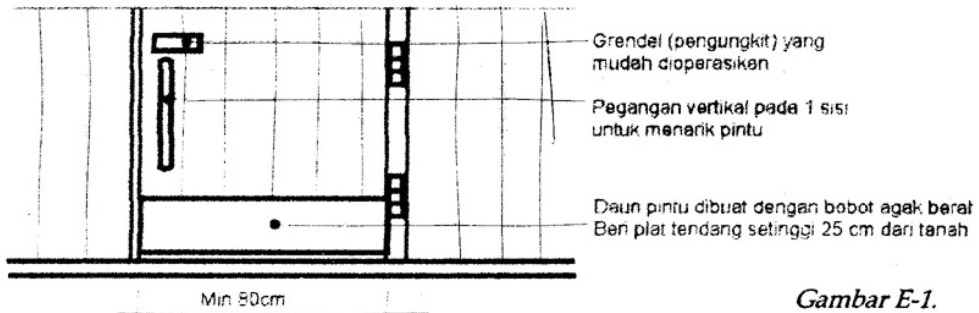 Grendel (pengungkit) yang
mudah dioperasikan
Pegangan vertikal pada 1 sisi
untuk menarik pintu
Daun pintu dibuat dengan bobot agak berat
Beri plat tendang setinggi 25 cm dari tanah
Min 80cm
Gambar E-1.